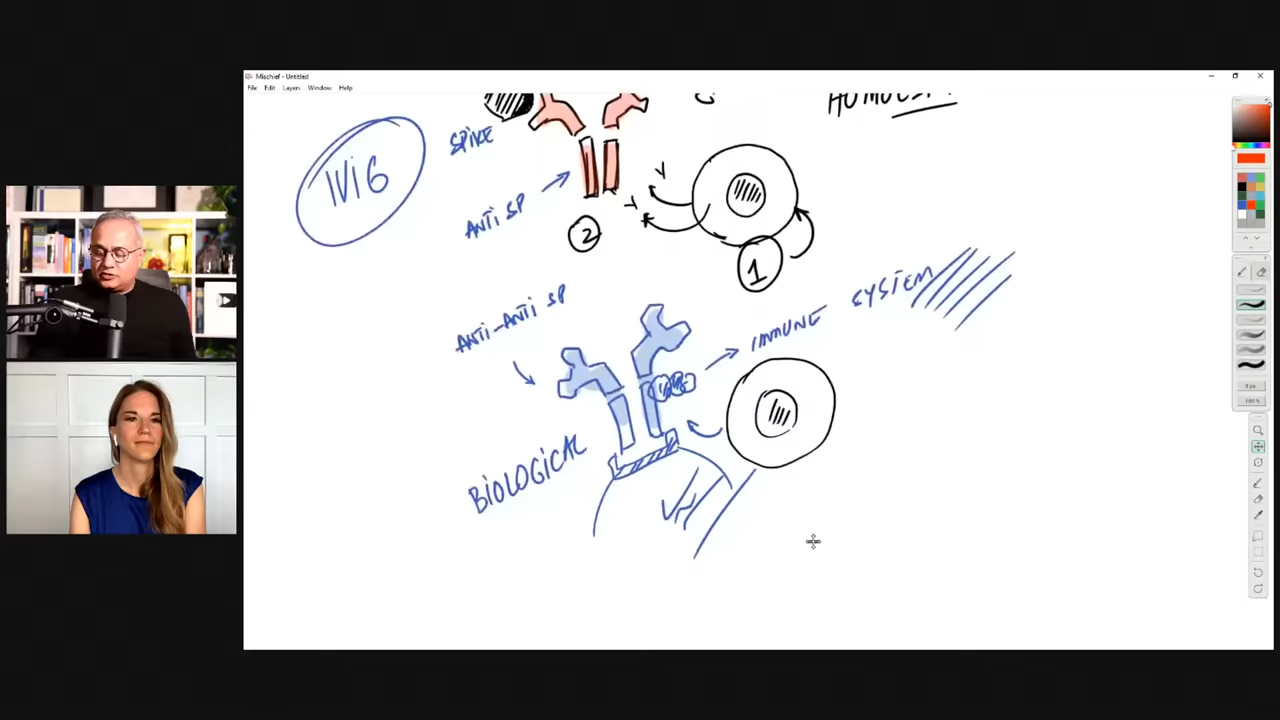 Mischief - Untitled
File Edit Layers Window Help
IVIG
SPIKE
ANTI SP
2
1
ANTI-ANTI SP
IMMUNE SYSTEM
BIOLOGICAL